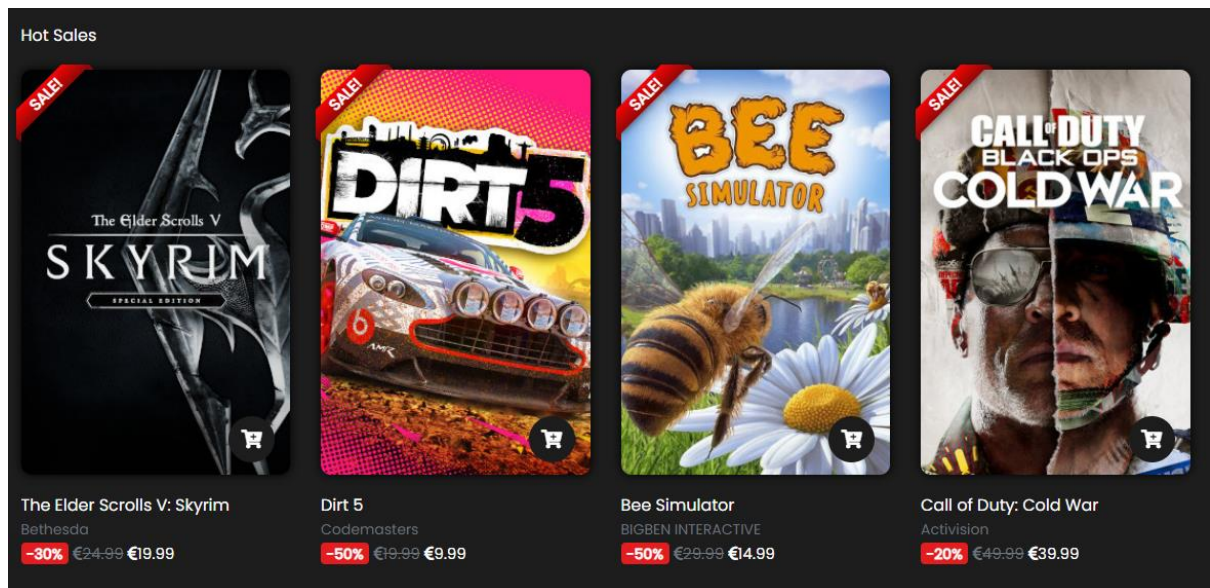 Hot Sales
SALE!
The Elder Scrolls V
SKYRIM
SPECIAL EDITION
The Elder Scrolls V: Skyrim
Bethesda
-30% €24.99 €19.99
SALE!
DIRT 5
AMR
Dirt 5
Codemasters
-50% €19.99 €9.99
SALE!
BEE
SIMULATOR
Bee Simulator
BIGBEN INTERACTIVE
-50% €29.99 €14.99
SALE!
CALL OF DUTY
BLACK OPS
COLD WAR
Call of Duty: Cold War
Activision
-20% €49.99 €39.99